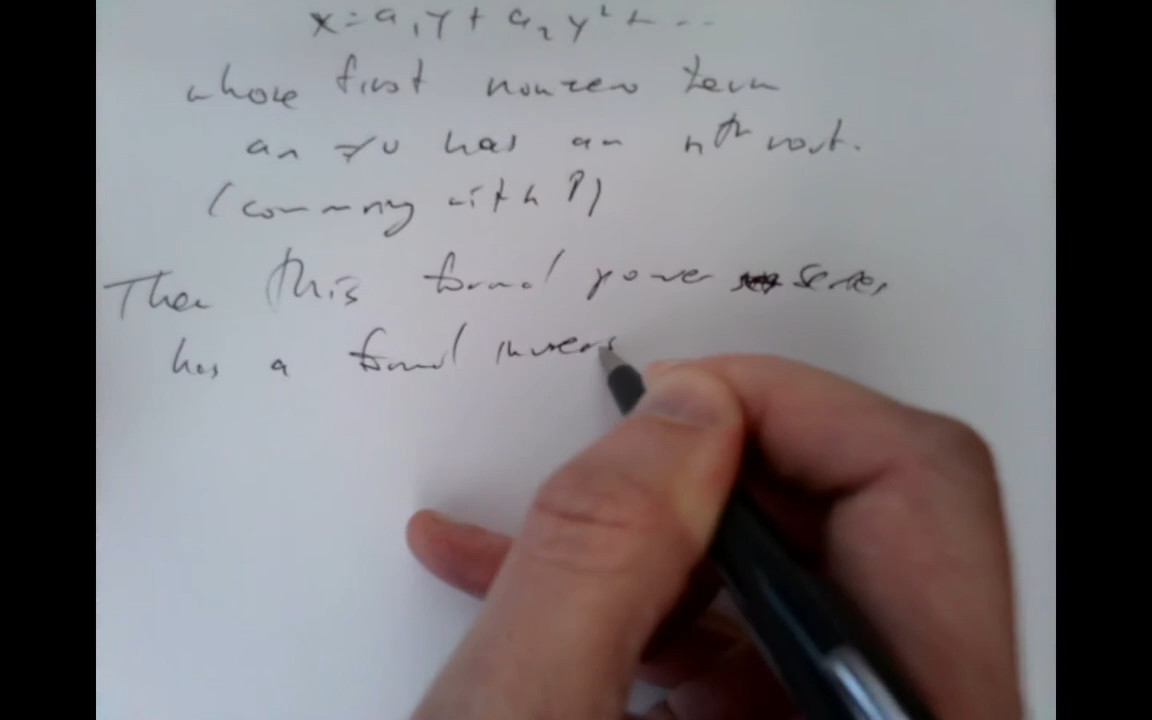 x = a₁y + a₂y² + ...
whose first nonzero term
aₙ ≠ 0 has an nᵗʰ root.
(commuting with P)
Then this formal power series
has a formal invers